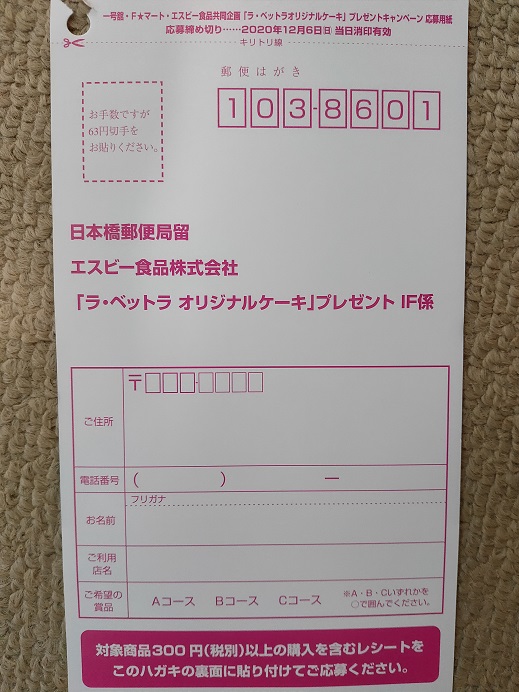 一号舘・F★マート・エスビー食品共同企画「ラ・ベットラオリジナルケーキ」プレゼントキャンペーン 応募用紙
応募締め切り……2020年12月6日(日) 当日消印有効
キリトリ線
郵便はがき
103-8601
お手数ですが
63円切手を
お貼りください。
日本橋郵便局留
エスビー食品株式会社
「ラ・ベットラ オリジナルケーキ」プレゼント IF係
〒
ご住所
電話番号 ( ) ー
フリガナ
お名前
ご利用
店名
ご希望の
賞品
Aコース Bコース Cコース
※A・B・Cいずれかを
○で囲んでください。
対象商品300円(税別)以上の購入を含むレシートを
このハガキの裏面に貼り付けてご応募ください。